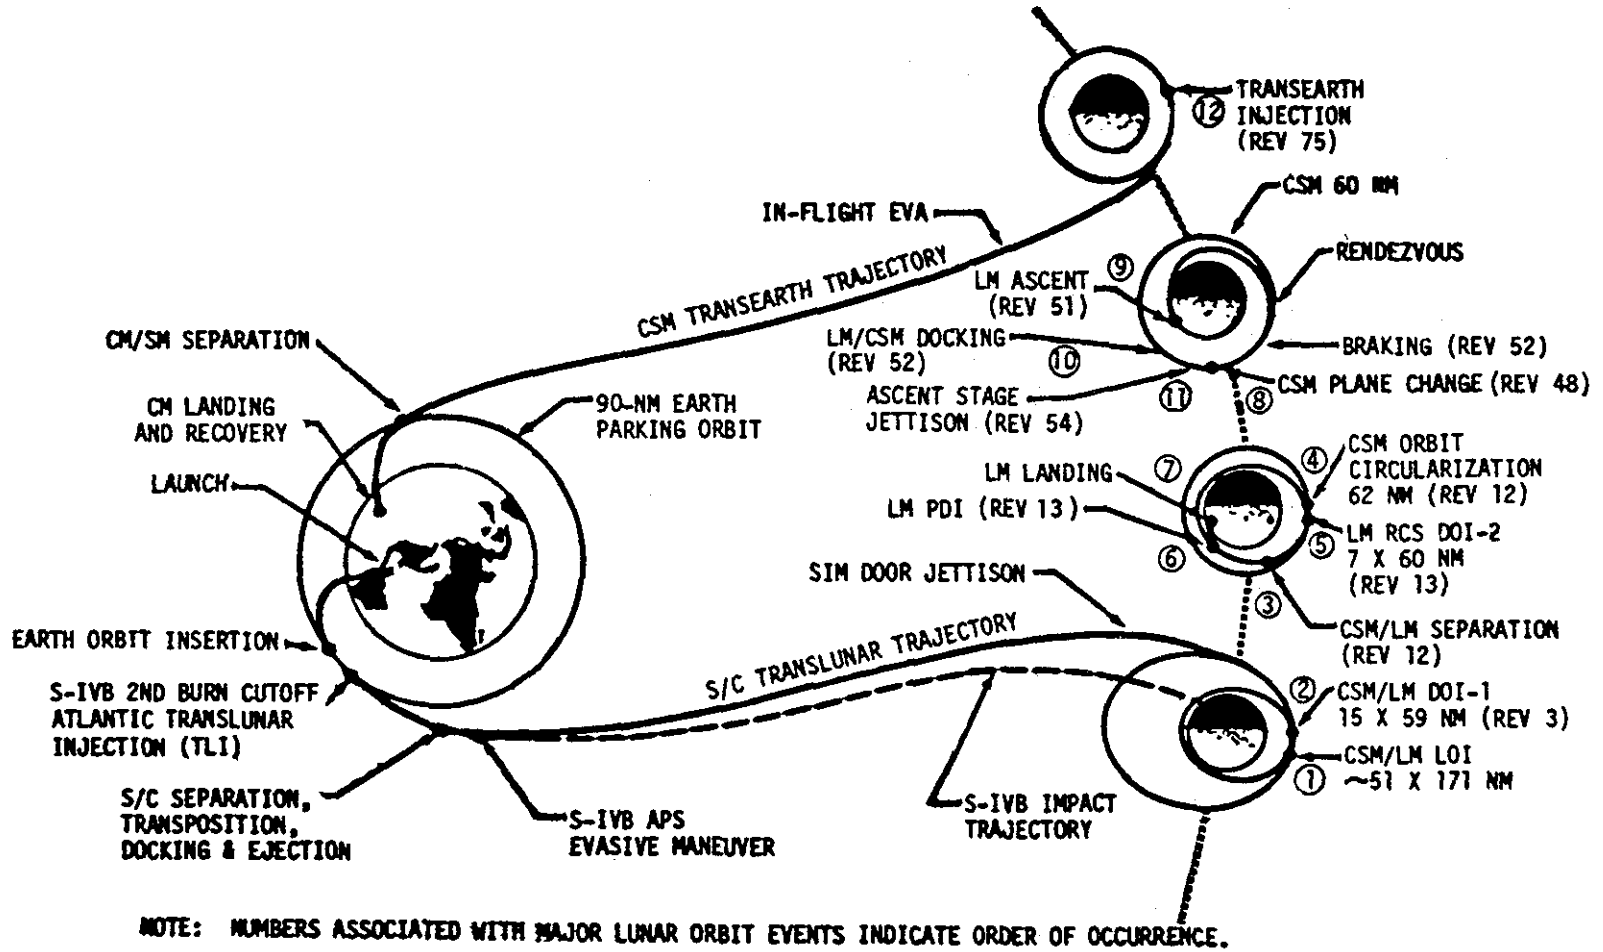 12
TRANSEARTH
INJECTION
(REV 75)
CSM 60 NM
IN-FLIGHT EVA
RENDEZVOUS
9
LM ASCENT
(REV 51)
CSM TRANSEARTH TRAJECTORY
CM/SM SEPARATION
LM/CSM DOCKING
(REV 52)
10
BRAKING (REV 52)
CSM PLANE CHANGE (REV 48)
8
ASCENT STAGE
JETTISON (REV 54)
11
CM LANDING
AND RECOVERY
90-NM EARTH
PARKING ORBIT
LAUNCH
4
CSM ORBIT
CIRCULARIZATION
62 NM (REV 12)
7
LM LANDING
LM PDI (REV 13)
6
5
LM RCS DOI-2
7 X 60 NM
(REV 13)
SIM DOOR JETTISON
3
CSM/LM SEPARATION
(REV 12)
EARTH ORBIT INSERTION
S/C TRANSLUNAR TRAJECTORY
S-IVB 2ND BURN CUTOFF
ATLANTIC TRANSLUNAR
INJECTION (TLI)
2
CSM/LM DOI-1
15 X 59 NM (REV 3)
1
CSM/LM LOI
~51 X 171 NM
S/C SEPARATION,
TRANSPOSITION,
DOCKING & EJECTION
S-IVB APS
EVASIVE MANEUVER
S-IVB IMPACT
TRAJECTORY
NOTE: NUMBERS ASSOCIATED WITH MAJOR LUNAR ORBIT EVENTS INDICATE ORDER OF OCCURRENCE.